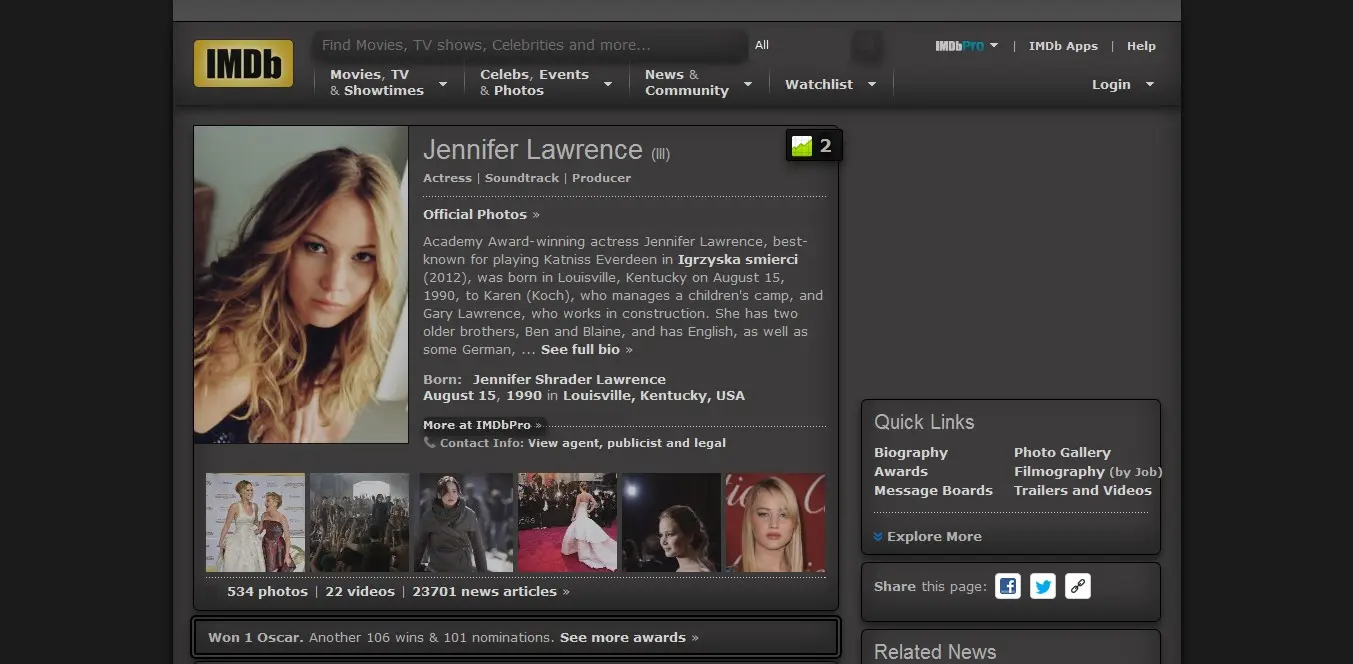 IMDb
Find Movies, TV shows, Celebrities and more...
All
IMDbPro | IMDb Apps | Help
Movies, TV
& Showtimes
Celebs, Events
& Photos
News &
Community
Watchlist
Login
Jennifer Lawrence (III)
2
Actress | Soundtrack | Producer
Official Photos »
Academy Award-winning actress Jennifer Lawrence, best-
known for playing Katniss Everdeen in Igrzyska smierci
(2012), was born in Louisville, Kentucky on August 15,
1990, to Karen (Koch), who manages a children's camp, and
Gary Lawrence, who works in construction. She has two
older brothers, Ben and Blaine, and has English, as well as
some German, ... See full bio »
Born: Jennifer Shrader Lawrence
August 15, 1990 in Louisville, Kentucky, USA
More at IMDbPro »
Contact Info: View agent, publicist and legal
534 photos | 22 videos | 23701 news articles »
Won 1 Oscar. Another 106 wins & 101 nominations. See more awards »
Quick Links
Biography
Photo Gallery
Awards
Filmography (by Job)
Message Boards
Trailers and Videos
Explore More
Share this page:
Related News